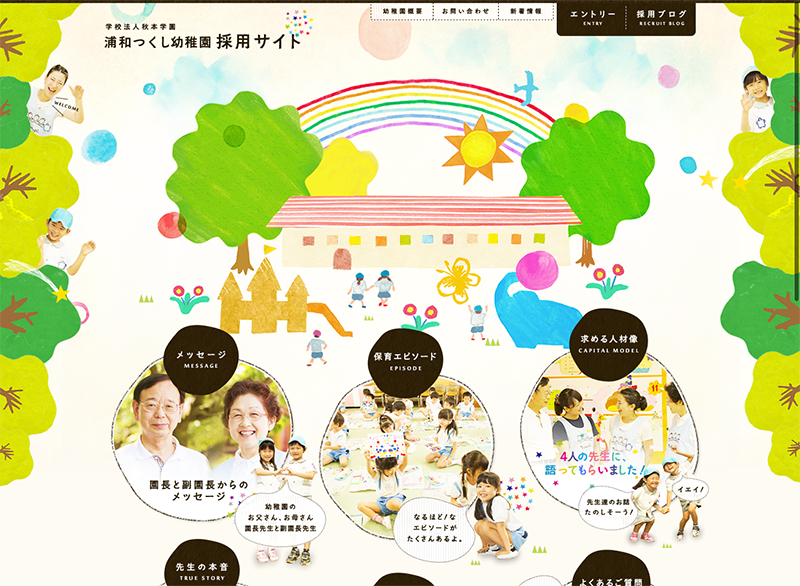 幼稚園概要
お問い合わせ
新着情報
エントリー
ENTRY
採用ブログ
RECRUIT BLOG
学校法人秋本学園
浦和つくし幼稚園 採用サイト
WELCOME
メッセージ
MESSAGE
保育エピソード
EPISODE
求める人材像
CAPITAL MODEL
園長と副園長からの
メッセージ
幼稚園の
お父さん、お母さん
園長先生と副園長先生
なるほど！な
エピソードが
たくさんあるよ。
4人の先生に、
語ってもらいました！
先生達のお話
たのしそーう！
イエイ！
先生の本音
TRUE STORY
よくあるご質問